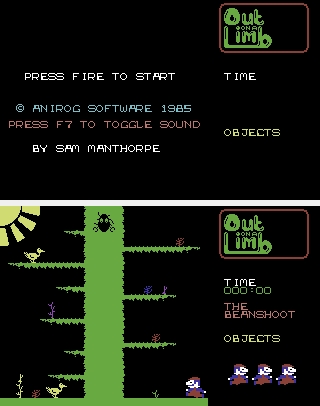 Out
ON A
Limb
PRESS FIRE TO START
TIME
© ANIROG SOFTWARE 1985
PRESS F7 TO TOGGLE SOUND
OBJECTS
BY SAM MANTHORPE
Out
ON A
Limb
TIME
000:00
THE
BEANSHOOT
OBJECTS